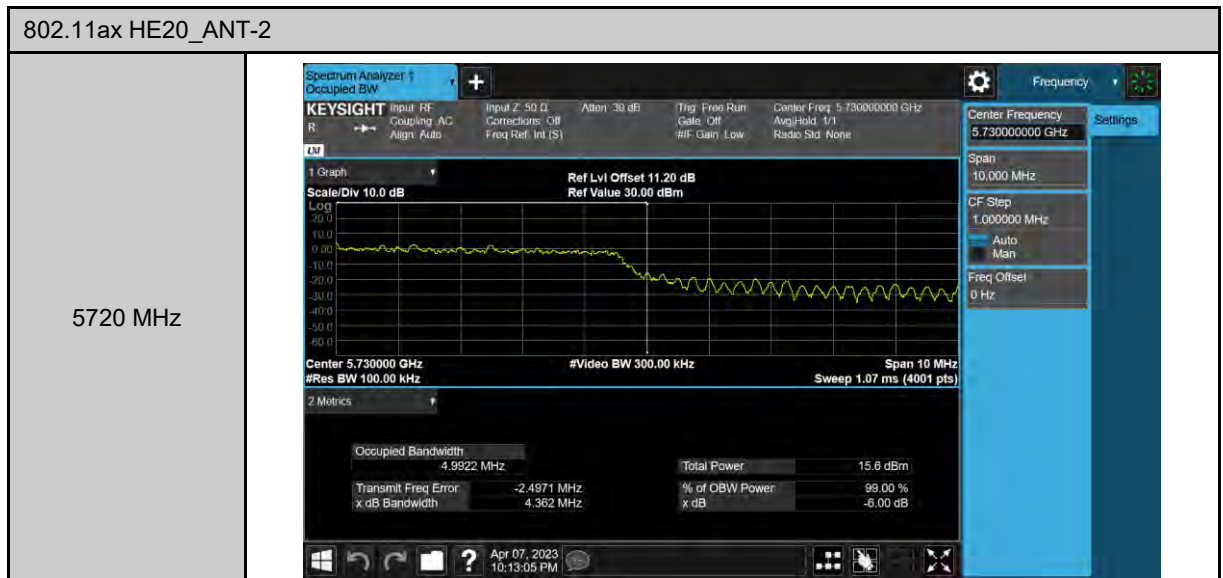 802.11ax HE20_ANT-2
5720 MHz
Spectrum Analyzer 1
Occupied BW
Frequency
KEYSIGHT Input: RF Input Z: 50 Ω Atten: 30 dB Trig: Free Run Center Freq: 5.730000000 GHz
R Coupling: AC Corrections: Off Gate: Off Avg|Hold: 1/1
Align: Auto Freq Ref: Int (S) #IF Gain: Low Radio Std: None
LXI
1 Graph
Ref Lvl Offset 11.20 dB
Scale/Div 10.0 dB Ref Value 30.00 dBm
Log
20.0
10.0
0.00
-10.0
-20.0
-30.0
-40.0
-50.0
-60.0
Center 5.730000 GHz #Video BW 300.00 kHz Span 10 MHz
#Res BW 100.00 kHz Sweep 1.07 ms (4001 pts)
2 Metrics
Occupied Bandwidth
4.9922 MHz Total Power 15.6 dBm
Transmit Freq Error -2.4971 MHz % of OBW Power 99.00 %
x dB Bandwidth 4.362 MHz x dB -6.00 dB
Apr 07, 2023
10:13:05 PM
Center Frequency
5.730000000 GHz
Settings
Span
10.000 MHz
CF Step
1.000000 MHz
Auto
Man
Freq Offset
0 Hz